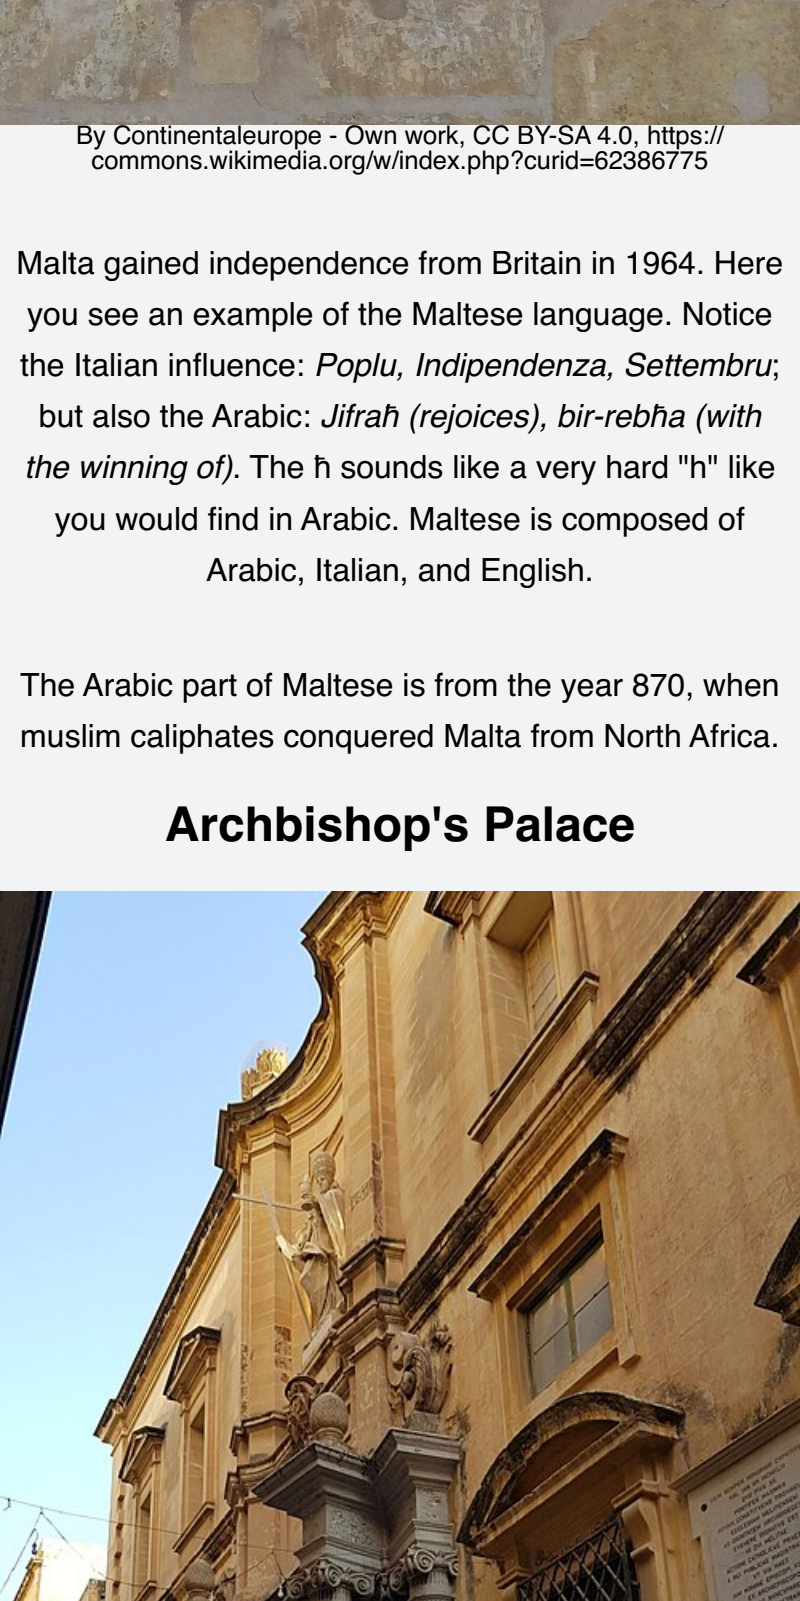 By Continentaleurope - Own work, CC BY-SA 4.0, https://
commons.wikimedia.org/w/index.php?curid=62386775
Malta gained independence from Britain in 1964. Here
you see an example of the Maltese language. Notice
the Italian influence: Poplu, Indipendenza, Settembru;
but also the Arabic: Jifraħ (rejoices), bir-rebħa (with
the winning of). The ħ sounds like a very hard "h" like
you would find in Arabic. Maltese is composed of
Arabic, Italian, and English.
The Arabic part of Maltese is from the year 870, when
muslim caliphates conquered Malta from North Africa.
Archbishop's Palace